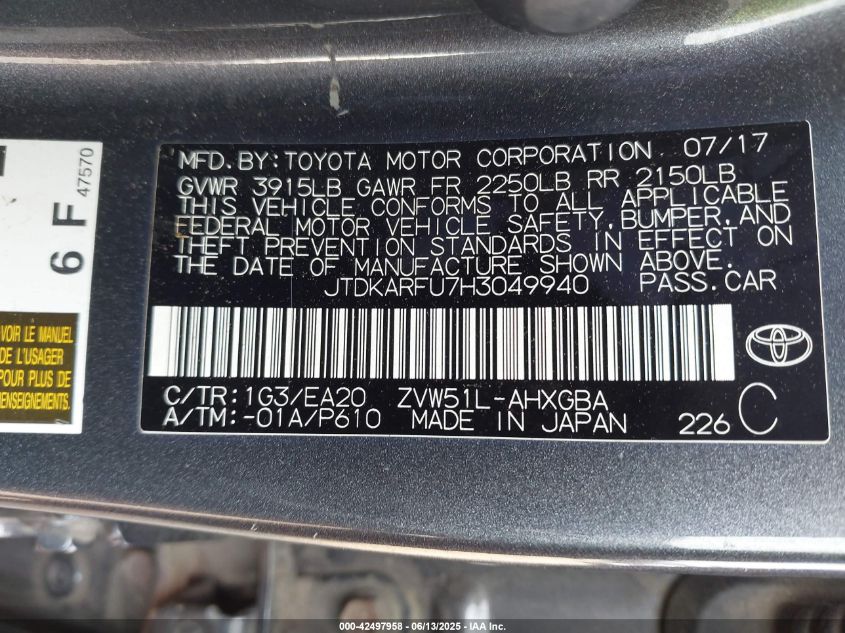 6 F
47570
VOIR LE MANUEL
DE L'USAGER
POUR PLUS DE
MFD. BY: TOYOTA MOTOR CORPORATION 07/17
GVWR 3915LB GAWR FR 2250LB RR 2150LB
THIS VEHICLE CONFORMS TO ALL APPLICABLE
FEDERAL MOTOR VEHICLE SAFETY, BUMPER, AND
THEFT PREVENTION STANDARDS IN EFFECT ON
THE DATE OF MANUFACTURE SHOWN ABOVE.
JTDKARFU7H3049940 PASS. CAR
C/TR: 1G3/EA20 ZVW51L-AHXGBA
A/TM: -01A/P610 MADE IN JAPAN 226 C
000-42497958 - 06/13/2025 - IAA Inc.